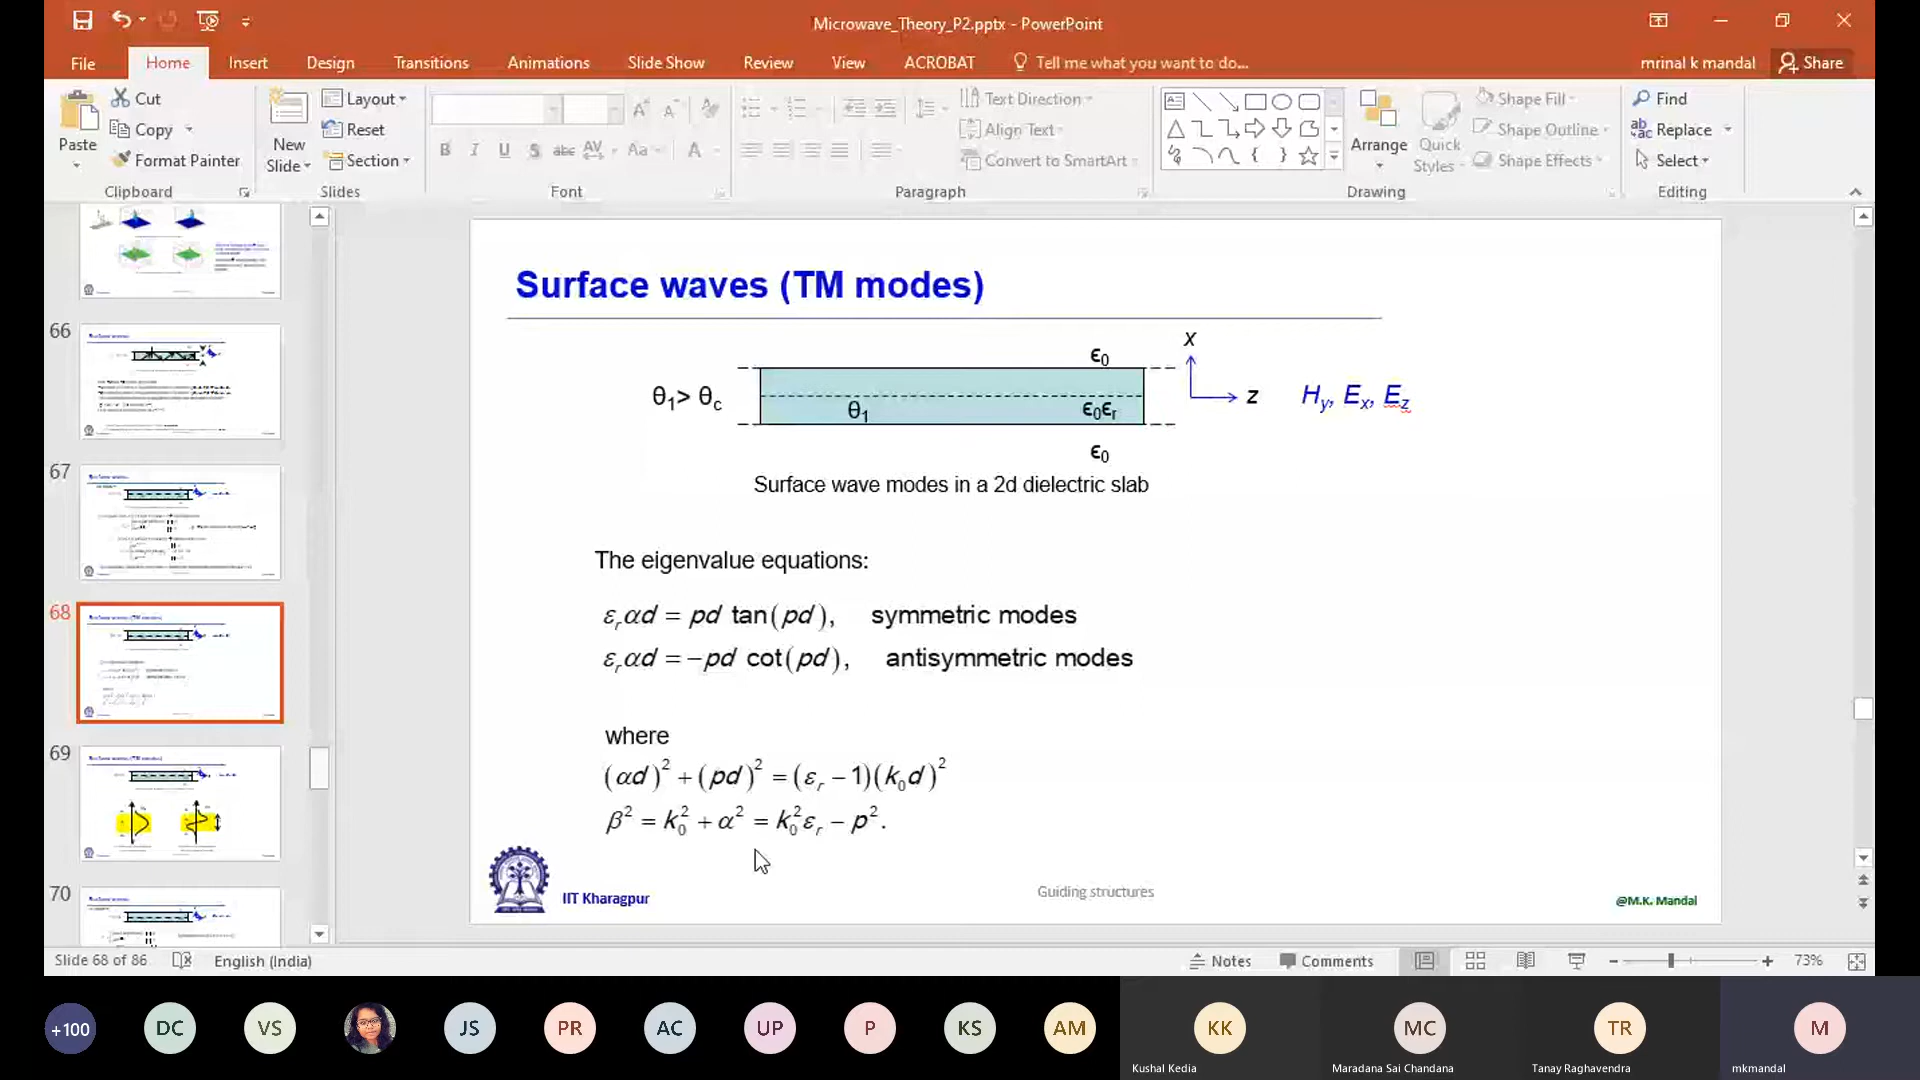 Microwave_Theory_P2.pptx - PowerPoint
File Home Insert Design Transitions Animations Slide Show Review View ACROBAT Tell me what you want to do... mrinal k mandal Share
Paste
Cut
Copy
Format Painter
Clipboard
New Slide
Layout
Reset
Section
Slides
B I U S abc AV Aa A
Font
Text Direction
Align Text
Convert to SmartArt
Paragraph
Arrange
Quick Styles
Shape Fill
Shape Outline
Shape Effects
Drawing
Find
Replace
Select
Editing
66
67
68
69
70
Surface waves (TM modes)
x
ϵ₀
θ₁> θc
θ₁
ϵ₀ϵᵣ
z
Hy, Ex, Ez
ϵ₀
Surface wave modes in a 2d dielectric slab
The eigenvalue equations:
εᵣαd = pd tan(pd), symmetric modes
εᵣαd = −pd cot(pd), antisymmetric modes
where
(αd)² + (pd)² = (εᵣ − 1)(k₀d)²
β² = k₀² + α² = k₀²εᵣ − p².
IIT Kharagpur
Guiding structures
@M.K. Mandal
Slide 68 of 86 English (India) Notes Comments 73%
+100 DC VS JS PR AC UP P KS AM KK MC TR M
Kushal Kedia Maradana Sai Chandana Tanay Raghavendra mkmandal